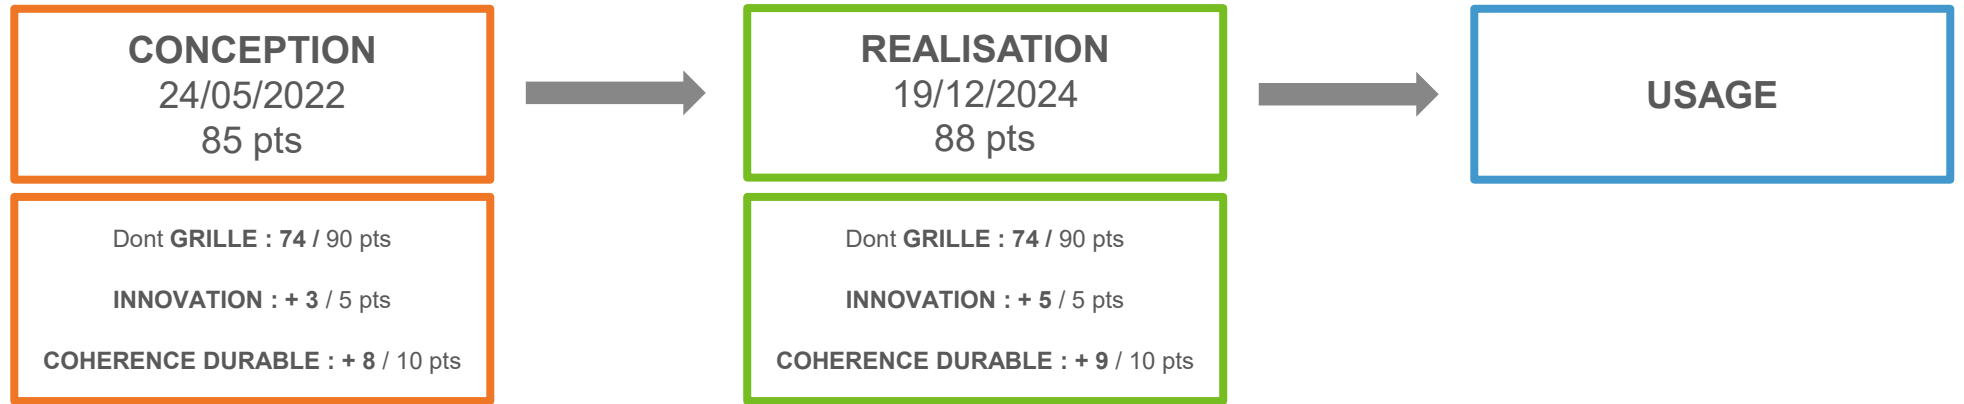 CONCEPTION
24/05/2022
85 pts
Dont GRILLE : 74 / 90 pts
INNOVATION : + 3 / 5 pts
COHERENCE DURABLE : + 8 / 10 pts
REALISATION
19/12/2024
88 pts
Dont GRILLE : 74 / 90 pts
INNOVATION : + 5 / 5 pts
COHERENCE DURABLE : + 9 / 10 pts
USAGE